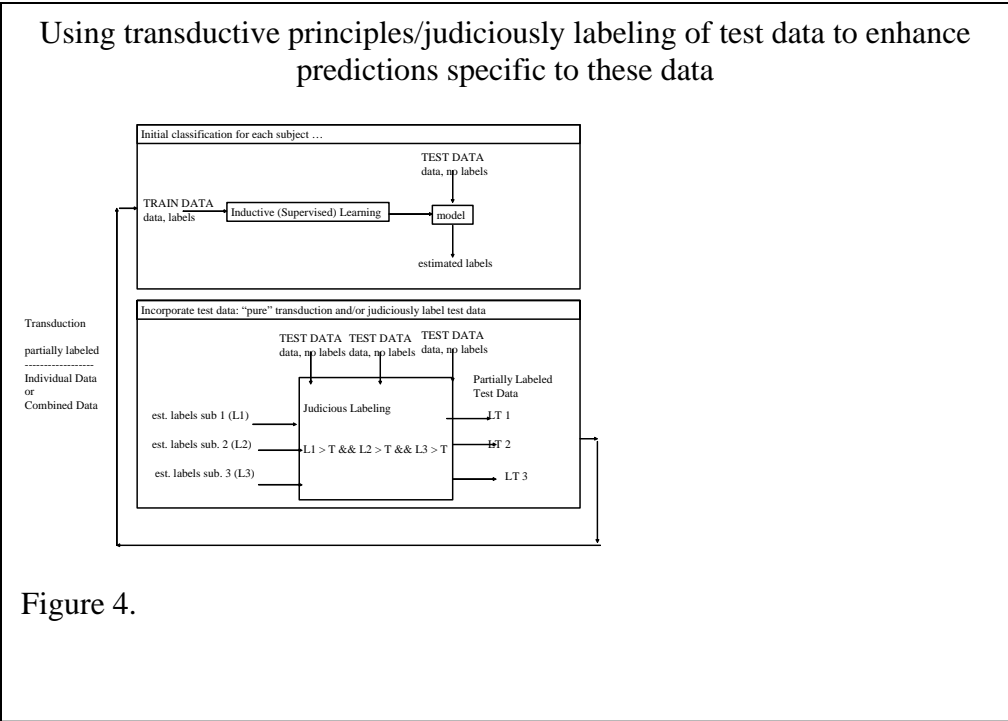 Using transductive principles/judiciously labeling of test data to enhance
predictions specific to these data
Initial classification for each subject …
TEST DATA
data, no labels
TRAIN DATA
data, labels
Inductive (Supervised) Learning
model
estimated labels
Incorporate test data: “pure” transduction and/or judiciously label test data
TEST DATA
data, no labels
TEST DATA
data, no labels
TEST DATA
data, no labels
Transduction
partially labeled
------------------
Individual Data
or
Combined Data
Partially Labeled
Test Data
Judicious Labeling
est. labels sub 1 (L1)
LT 1
est. labels sub. 2 (L2)
L1 > T && L2 > T && L3 > T
LT 2
est. labels sub. 3 (L3)
LT 3
Figure 4.